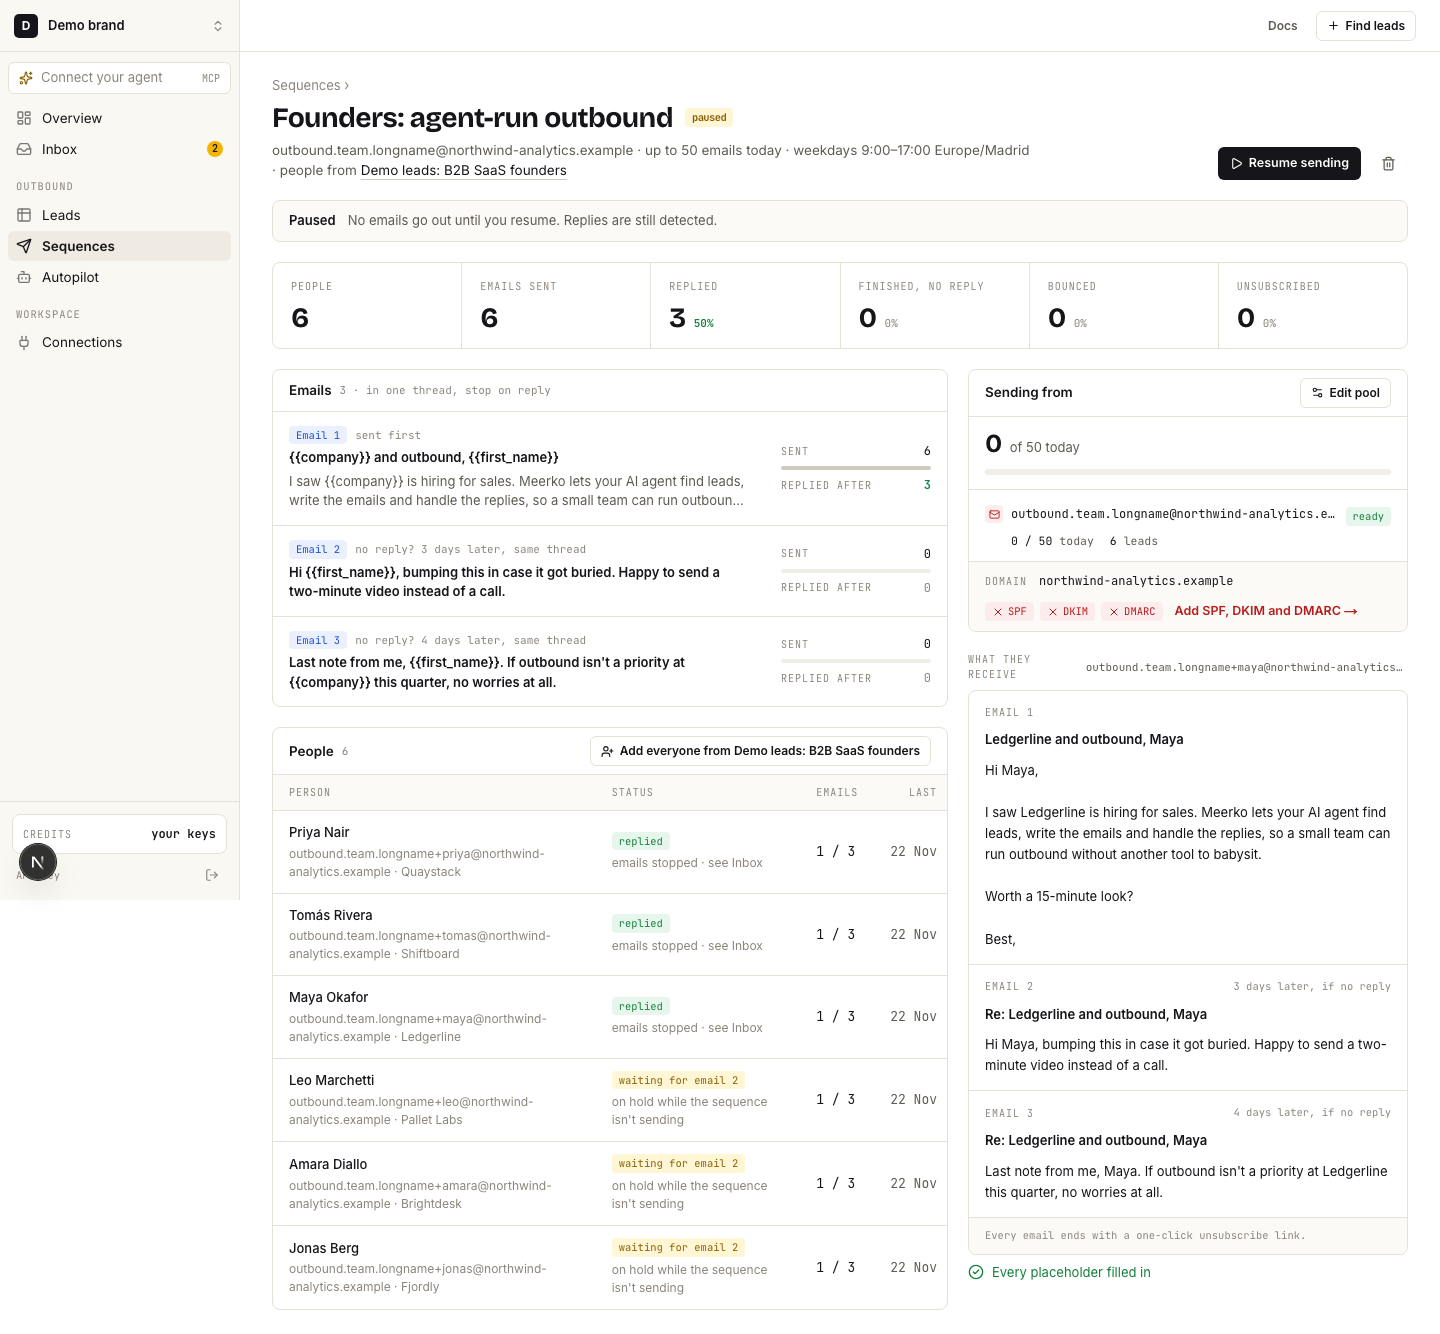 D Demo brand
Docs
Find leads
Connect your agent MCP
Overview
Inbox 2
OUTBOUND
Leads
Sequences
Autopilot
WORKSPACE
Connections
CREDITS your keys
N
Sequences ›
Founders: agent-run outbound paused
outbound.team.longname@northwind-analytics.example · up to 50 emails today · weekdays 9:00–17:00 Europe/Madrid
· people from Demo leads: B2B SaaS founders
Resume sending
Paused No emails go out until you resume. Replies are still detected.
PEOPLE
6
EMAILS SENT
6
REPLIED
3 50%
FINISHED, NO REPLY
0 0%
BOUNCED
0 0%
UNSUBSCRIBED
0 0%
Emails 3 · in one thread, stop on reply
Email 1 sent first
{{company}} and outbound, {{first_name}}
I saw {{company}} is hiring for sales. Meerko lets your AI agent find leads,
write the emails and handle the replies, so a small team can run outboun…
SENT 6
REPLIED AFTER 3
Email 2 no reply? 3 days later, same thread
Hi {{first_name}}, bumping this in case it got buried. Happy to send a
two-minute video instead of a call.
SENT 0
REPLIED AFTER 0
Email 3 no reply? 4 days later, same thread
Last note from me, {{first_name}}. If outbound isn't a priority at
{{company}} this quarter, no worries at all.
SENT 0
REPLIED AFTER 0
People 6
Add everyone from Demo leads: B2B SaaS founders
PERSON STATUS EMAILS LAST
Priya Nair
outbound.team.longname+priya@northwind-
analytics.example · Quaystack
replied
emails stopped · see Inbox
1 / 3
22 Nov
Tomás Rivera
outbound.team.longname+tomas@northwind-
analytics.example · Shiftboard
replied
emails stopped · see Inbox
1 / 3
22 Nov
Maya Okafor
outbound.team.longname+maya@northwind-
analytics.example · Ledgerline
replied
emails stopped · see Inbox
1 / 3
22 Nov
Leo Marchetti
outbound.team.longname+leo@northwind-
analytics.example · Pallet Labs
waiting for email 2
on hold while the sequence
isn't sending
1 / 3
22 Nov
Amara Diallo
outbound.team.longname+amara@northwind-
analytics.example · Brightdesk
waiting for email 2
on hold while the sequence
isn't sending
1 / 3
22 Nov
Jonas Berg
outbound.team.longname+jonas@northwind-
analytics.example · Fjordly
waiting for email 2
on hold while the sequence
isn't sending
1 / 3
22 Nov
Sending from
Edit pool
0 of 50 today
outbound.team.longname@northwind-analytics.e… ready
0 / 50 today 6 leads
DOMAIN northwind-analytics.example
SPF DKIM DMARC Add SPF, DKIM and DMARC →
WHAT THEY
RECEIVE
outbound.team.longname+maya@northwind-analytics…
EMAIL 1
Ledgerline and outbound, Maya
Hi Maya,
I saw Ledgerline is hiring for sales. Meerko lets your AI agent find
leads, write the emails and handle the replies, so a small team can
run outbound without another tool to babysit.
Worth a 15-minute look?
Best,
EMAIL 2 3 days later, if no reply
Re: Ledgerline and outbound, Maya
Hi Maya, bumping this in case it got buried. Happy to send a two-
minute video instead of a call.
EMAIL 3 4 days later, if no reply
Re: Ledgerline and outbound, Maya
Last note from me, Maya. If outbound isn't a priority at Ledgerline
this quarter, no worries at all.
Every email ends with a one-click unsubscribe link.
Every placeholder filled in